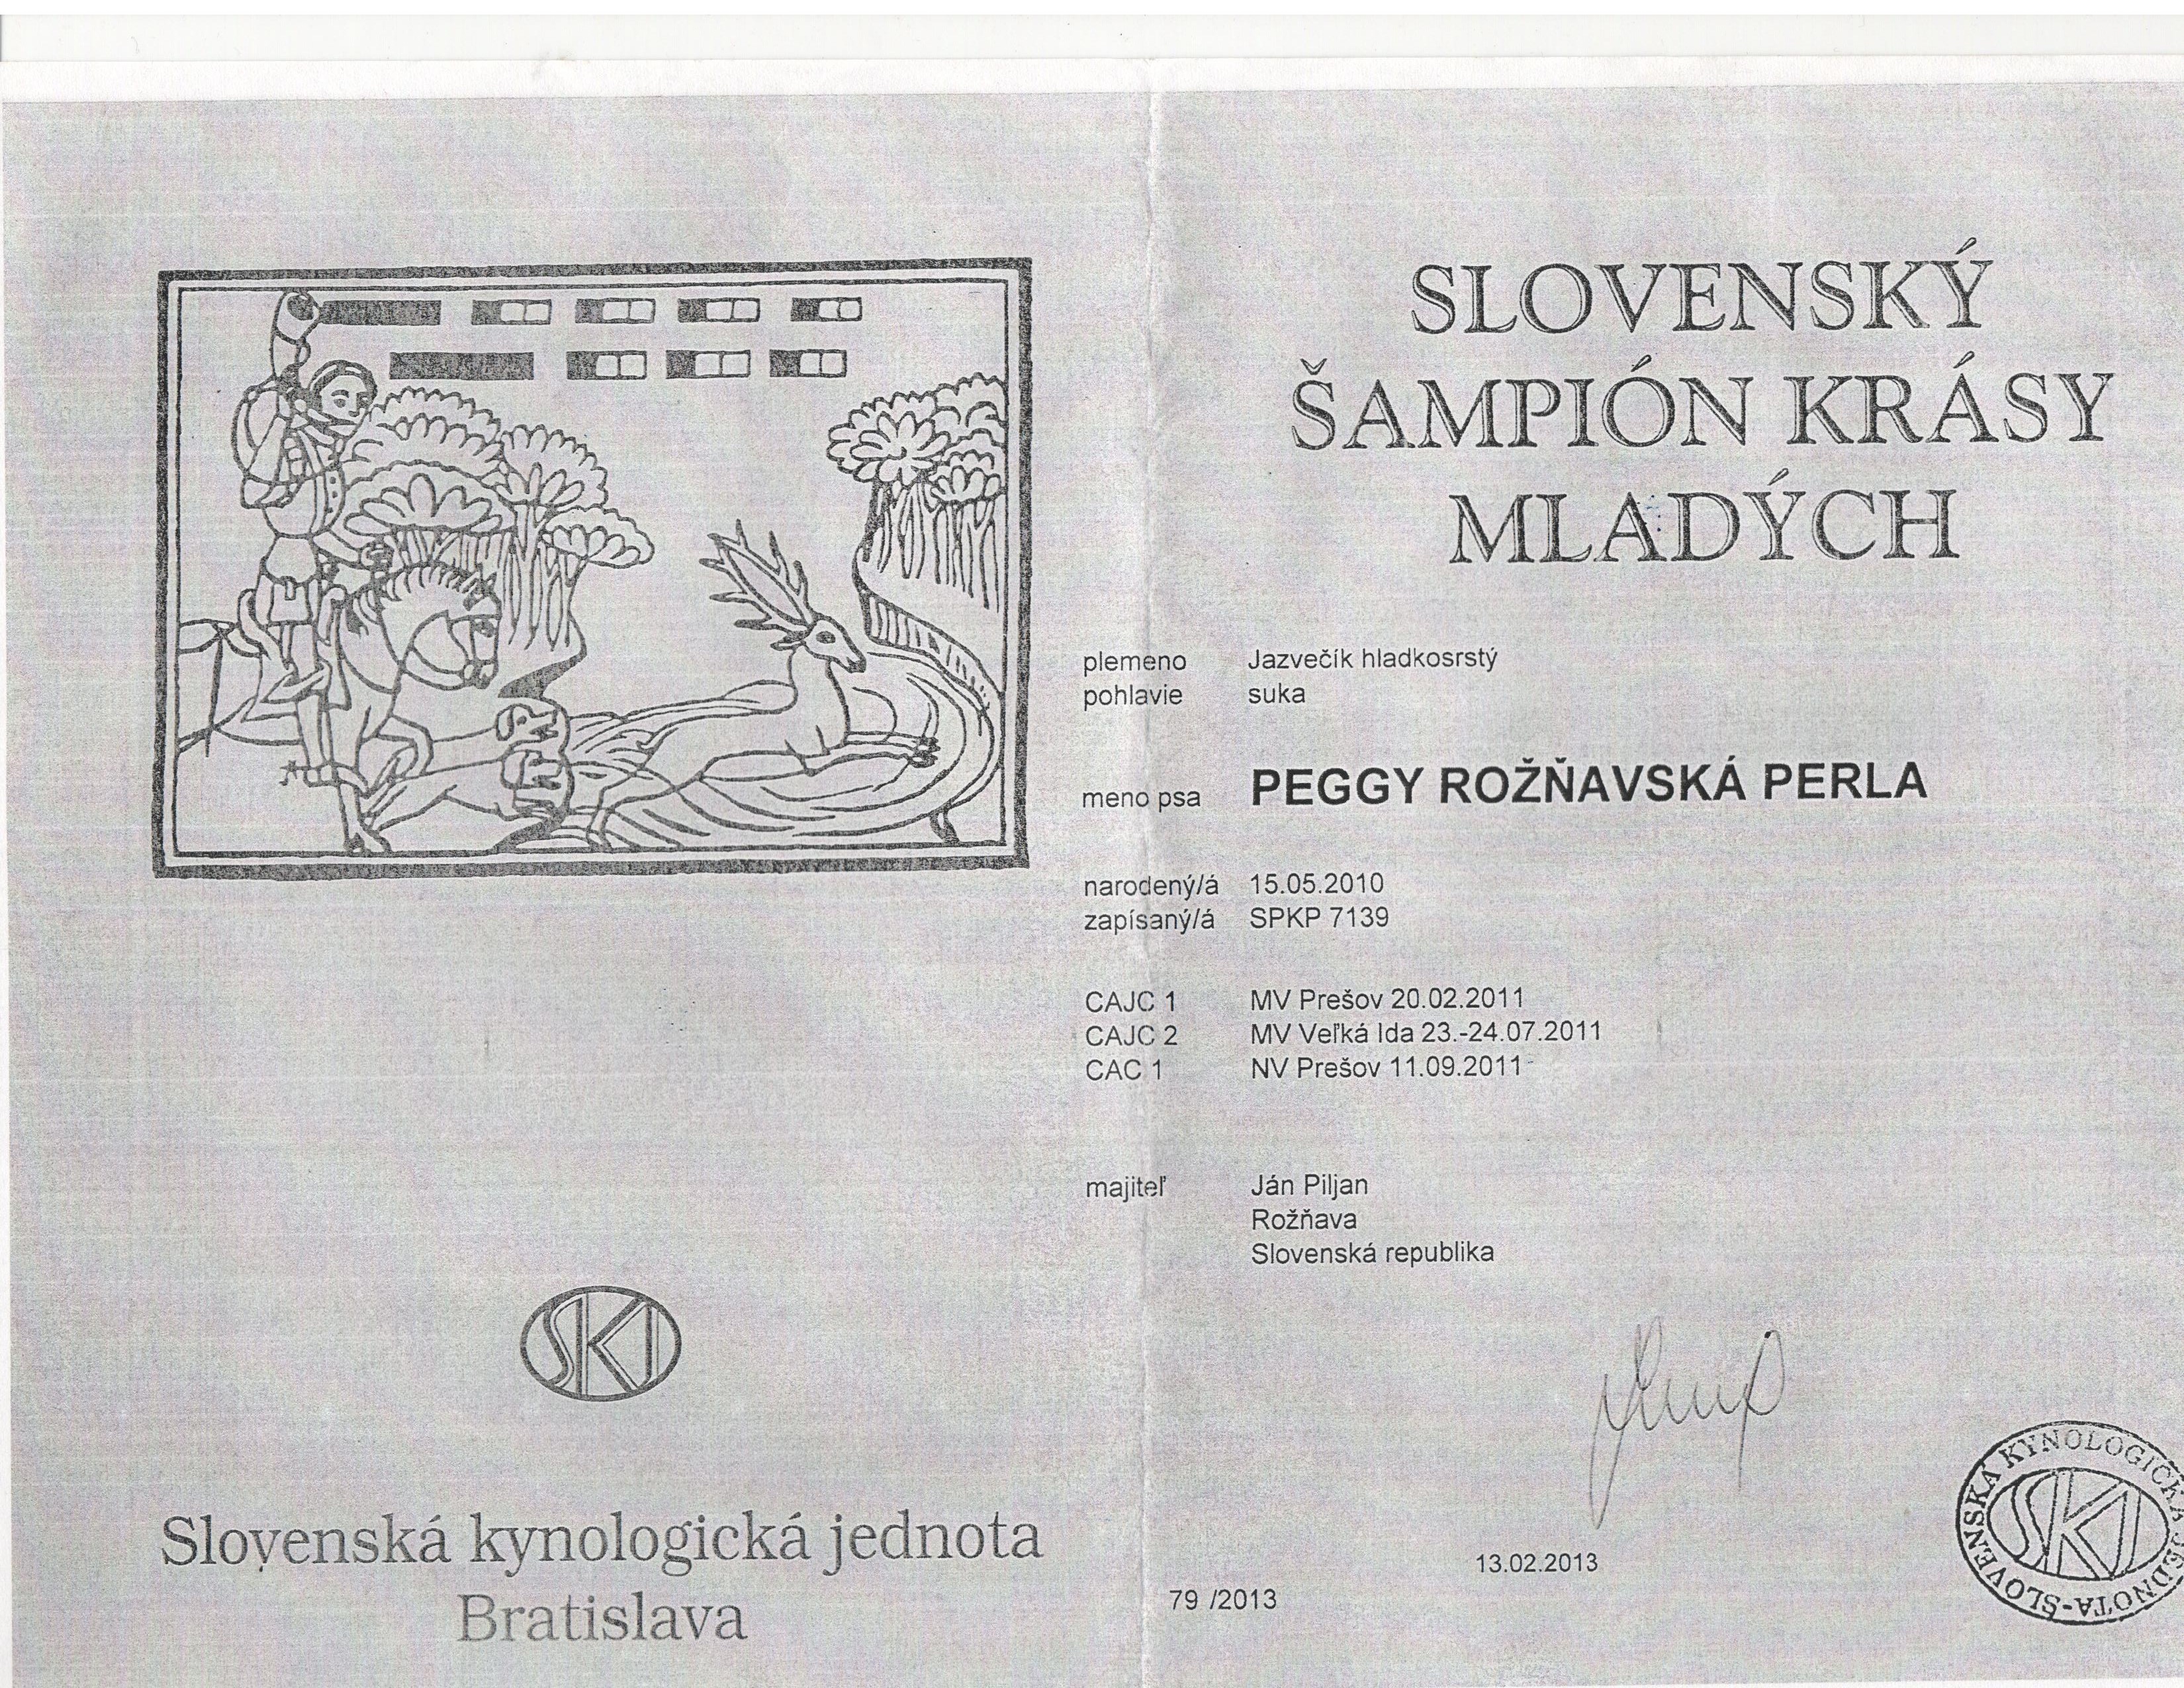 SKJ
Slovenská kynologická jednota
Bratislava
SLOVENSKÝ
ŠAMPIÓN KRÁSY
MLADÝCH
plemeno Jazvečík hladkosrstý
pohlavie suka
meno psa PEGGY ROŽŇAVSKÁ PERLA
narodený/á 15.05.2010
zapísaný/á SPKP 7139
CAJC 1 MV Prešov 20.02.2011
CAJC 2 MV Veľká Ida 23.-24.07.2011
CAC 1 NV Prešov 11.09.2011
majiteľ Ján Piljan
Rožňava
Slovenská republika
13.02.2013
79 /2013
SLOVENSKÁ KYNOLOGICKÁ JEDNOTA-
SKJ